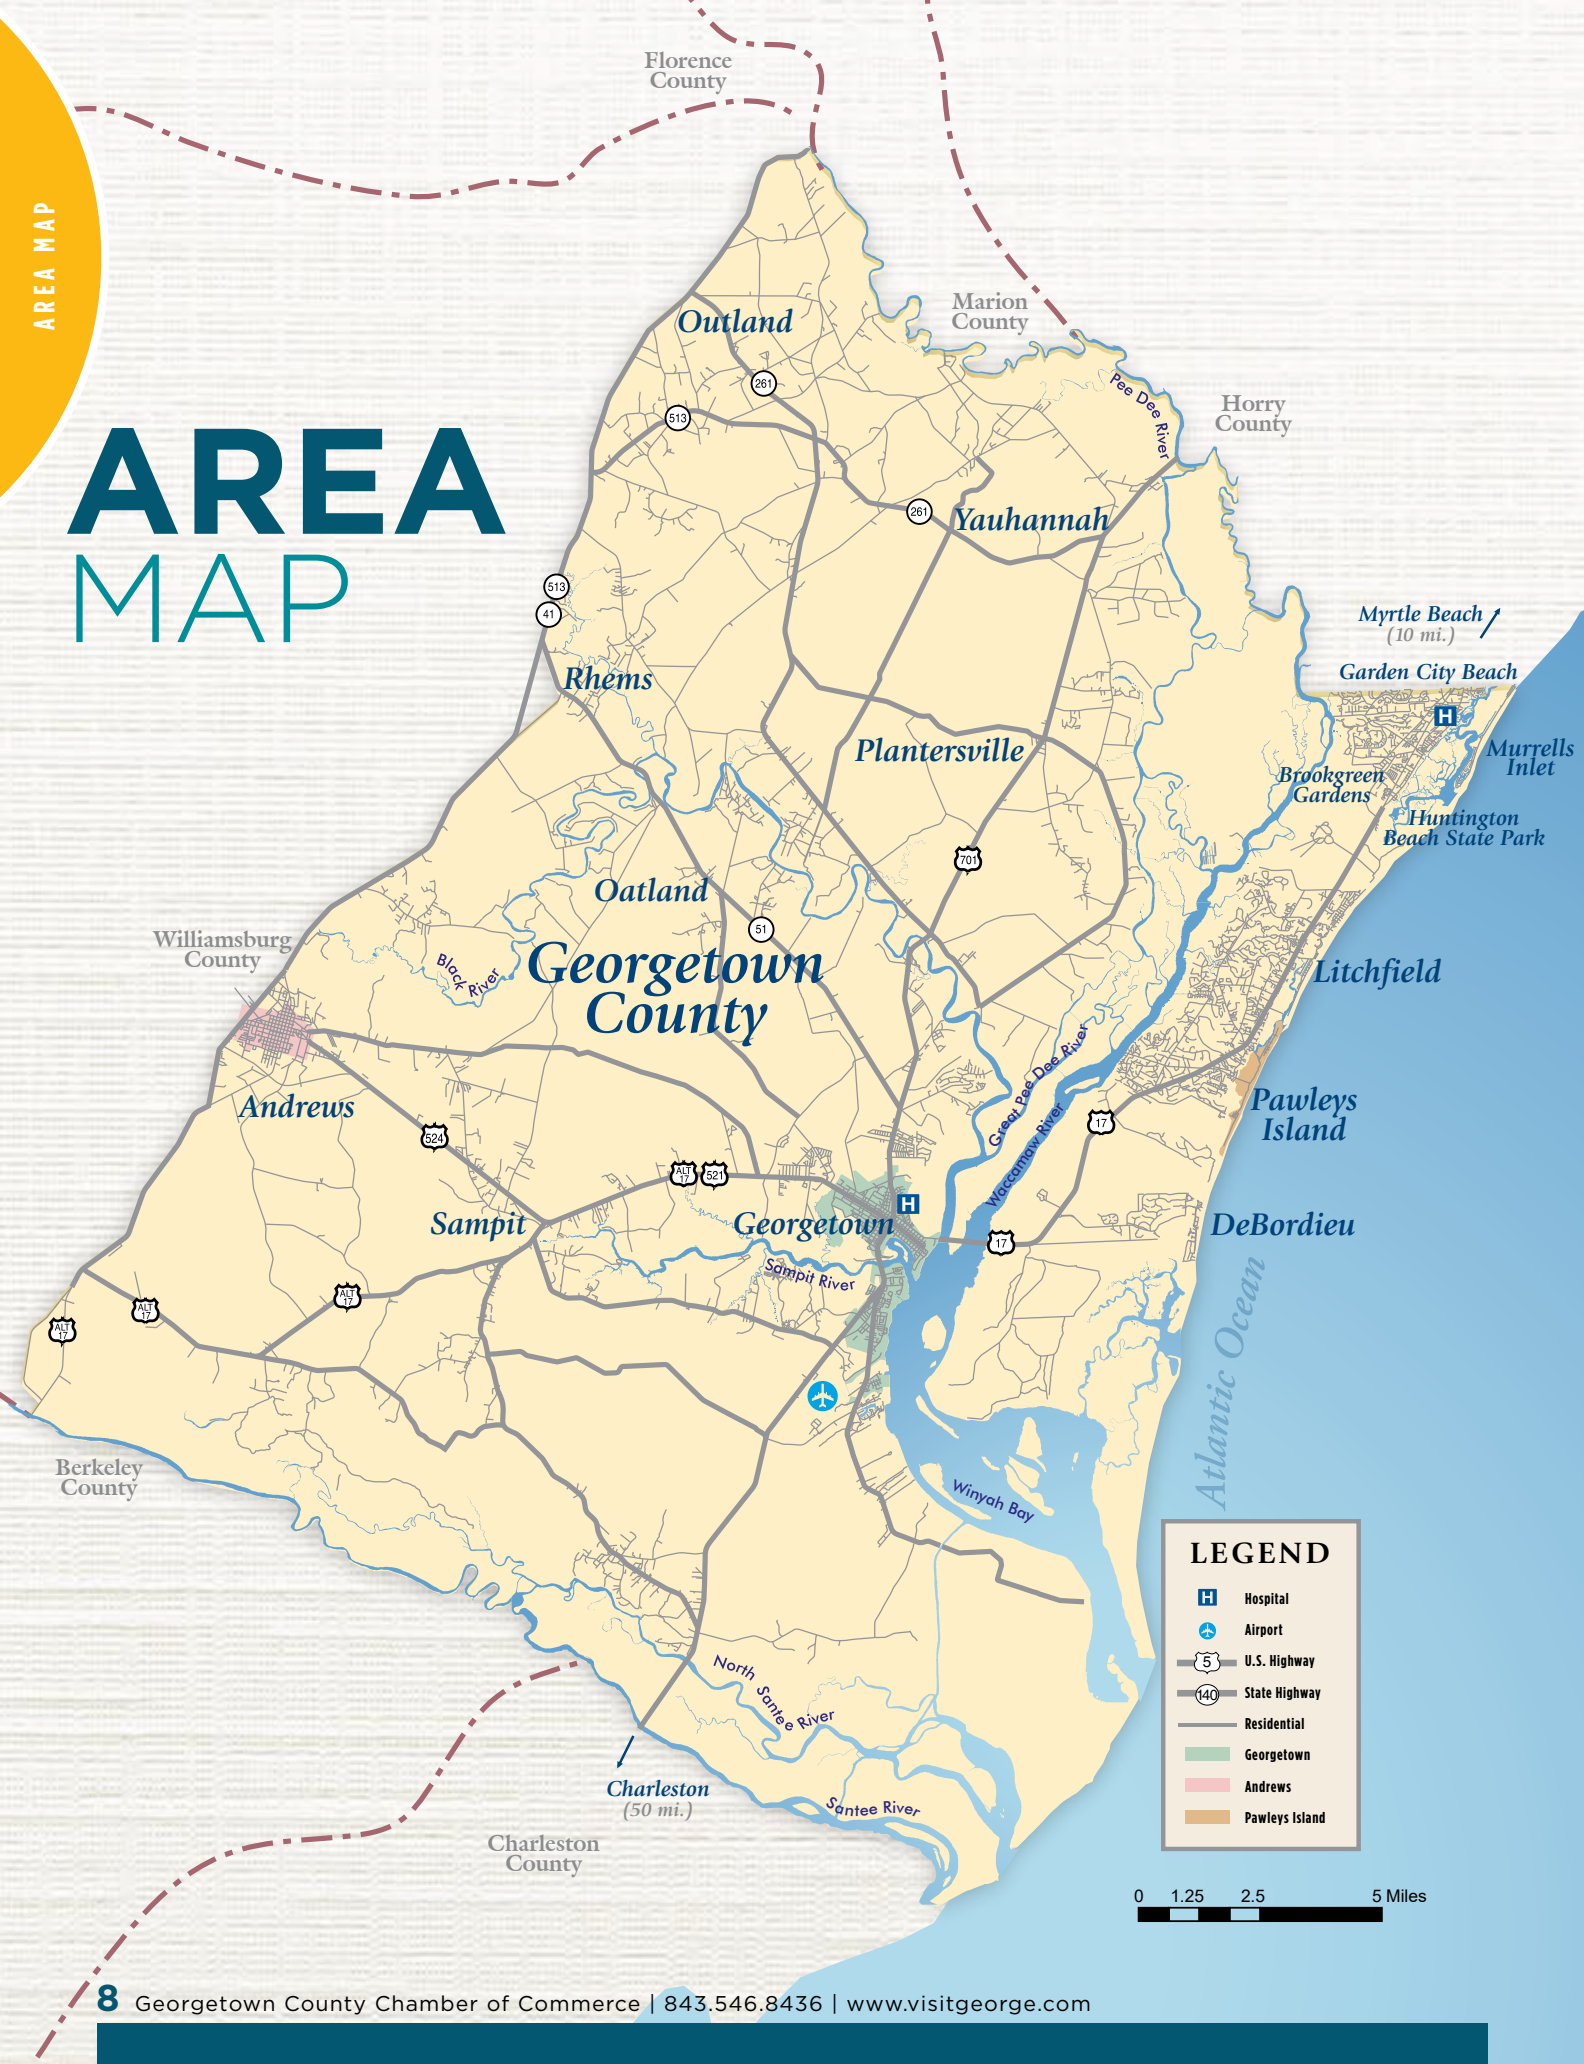 AREA MAP
AREA
MAP
Florence
County
Marion
County
Horry
County
Outland
261
513
Pee Dee River
261
Yauhannah
513
41
Rhems
Myrtle Beach
(10 mi.)
Garden City Beach
H
Murrells
Inlet
Brookgreen
Gardens
Huntington
Beach State Park
Plantersville
701
Oatland
51
Williamsburg
County
Black River
Georgetown
County
Litchfield
Great Pee Dee River
Waccamaw River
Andrews
524
Pawleys
Island
17
ALT
17
521
H
Sampit
Georgetown
17
DeBordieu
Sampit River
ALT
17
ALT
17
ALT
17
Atlantic Ocean
Berkeley
County
Winyah Bay
North Santee River
Charleston
(50 mi.)
Santee River
Charleston
County
LEGEND
H Hospital
Airport
5 U.S. Highway
140 State Highway
Residential
Georgetown
Andrews
Pawleys Island
0 1.25 2.5 5 Miles
8 Georgetown County Chamber of Commerce | 843.546.8436 | www.visitgeorge.com